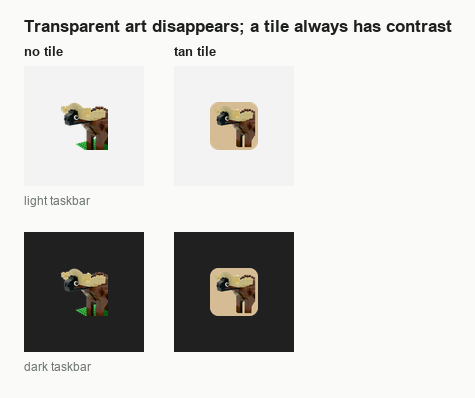 Transparent art disappears; a tile always has contrast
no tile
tan tile
light taskbar
dark taskbar